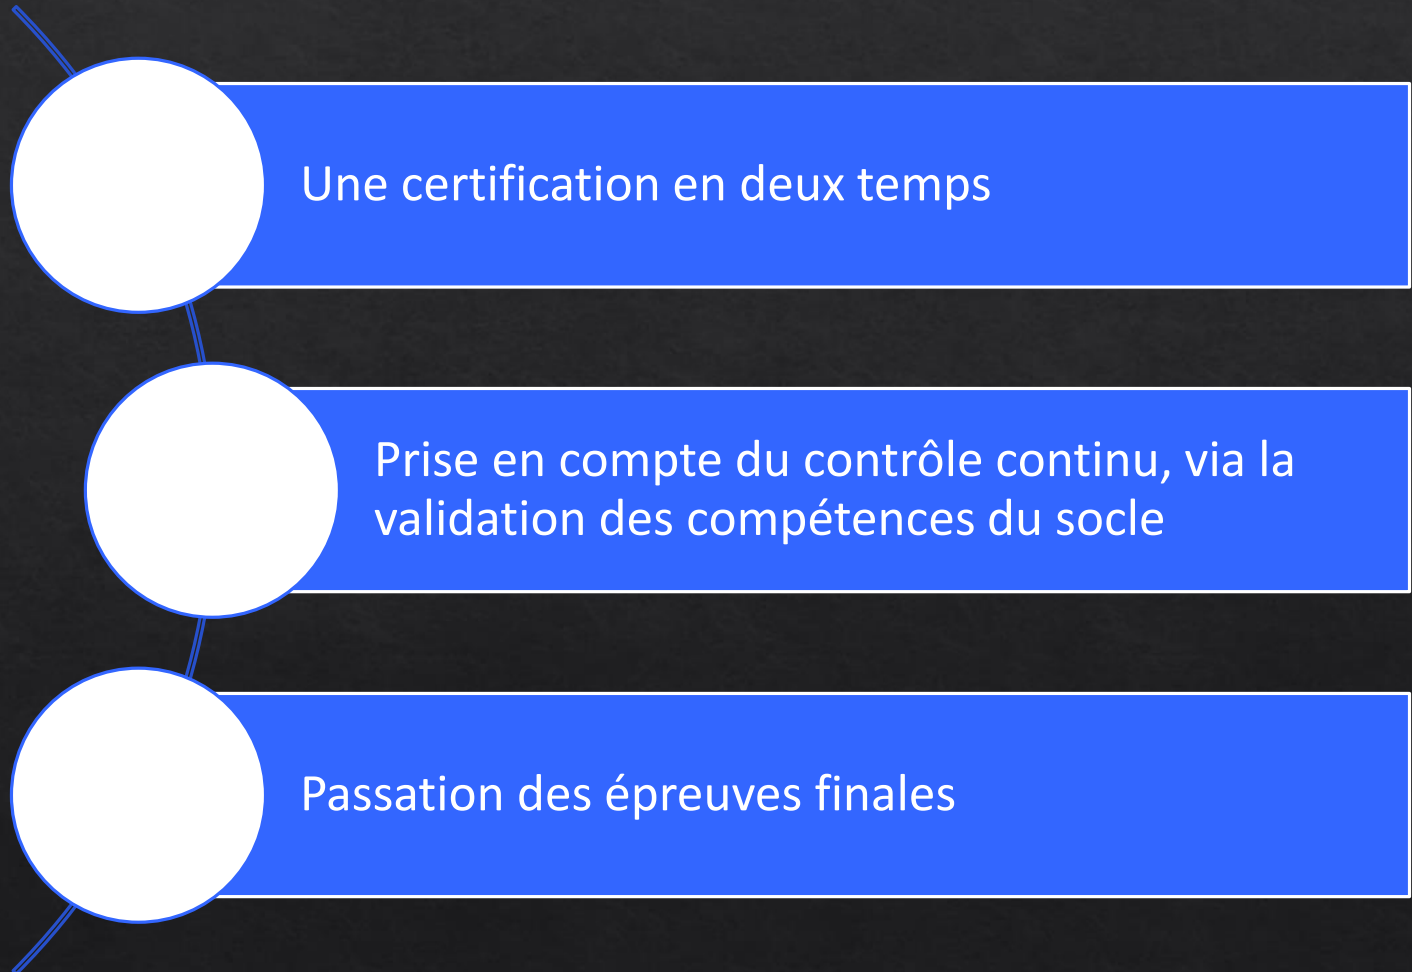 Une certification en deux temps
Prise en compte du contrôle continu, via la
validation des compétences du socle
Passation des épreuves finales